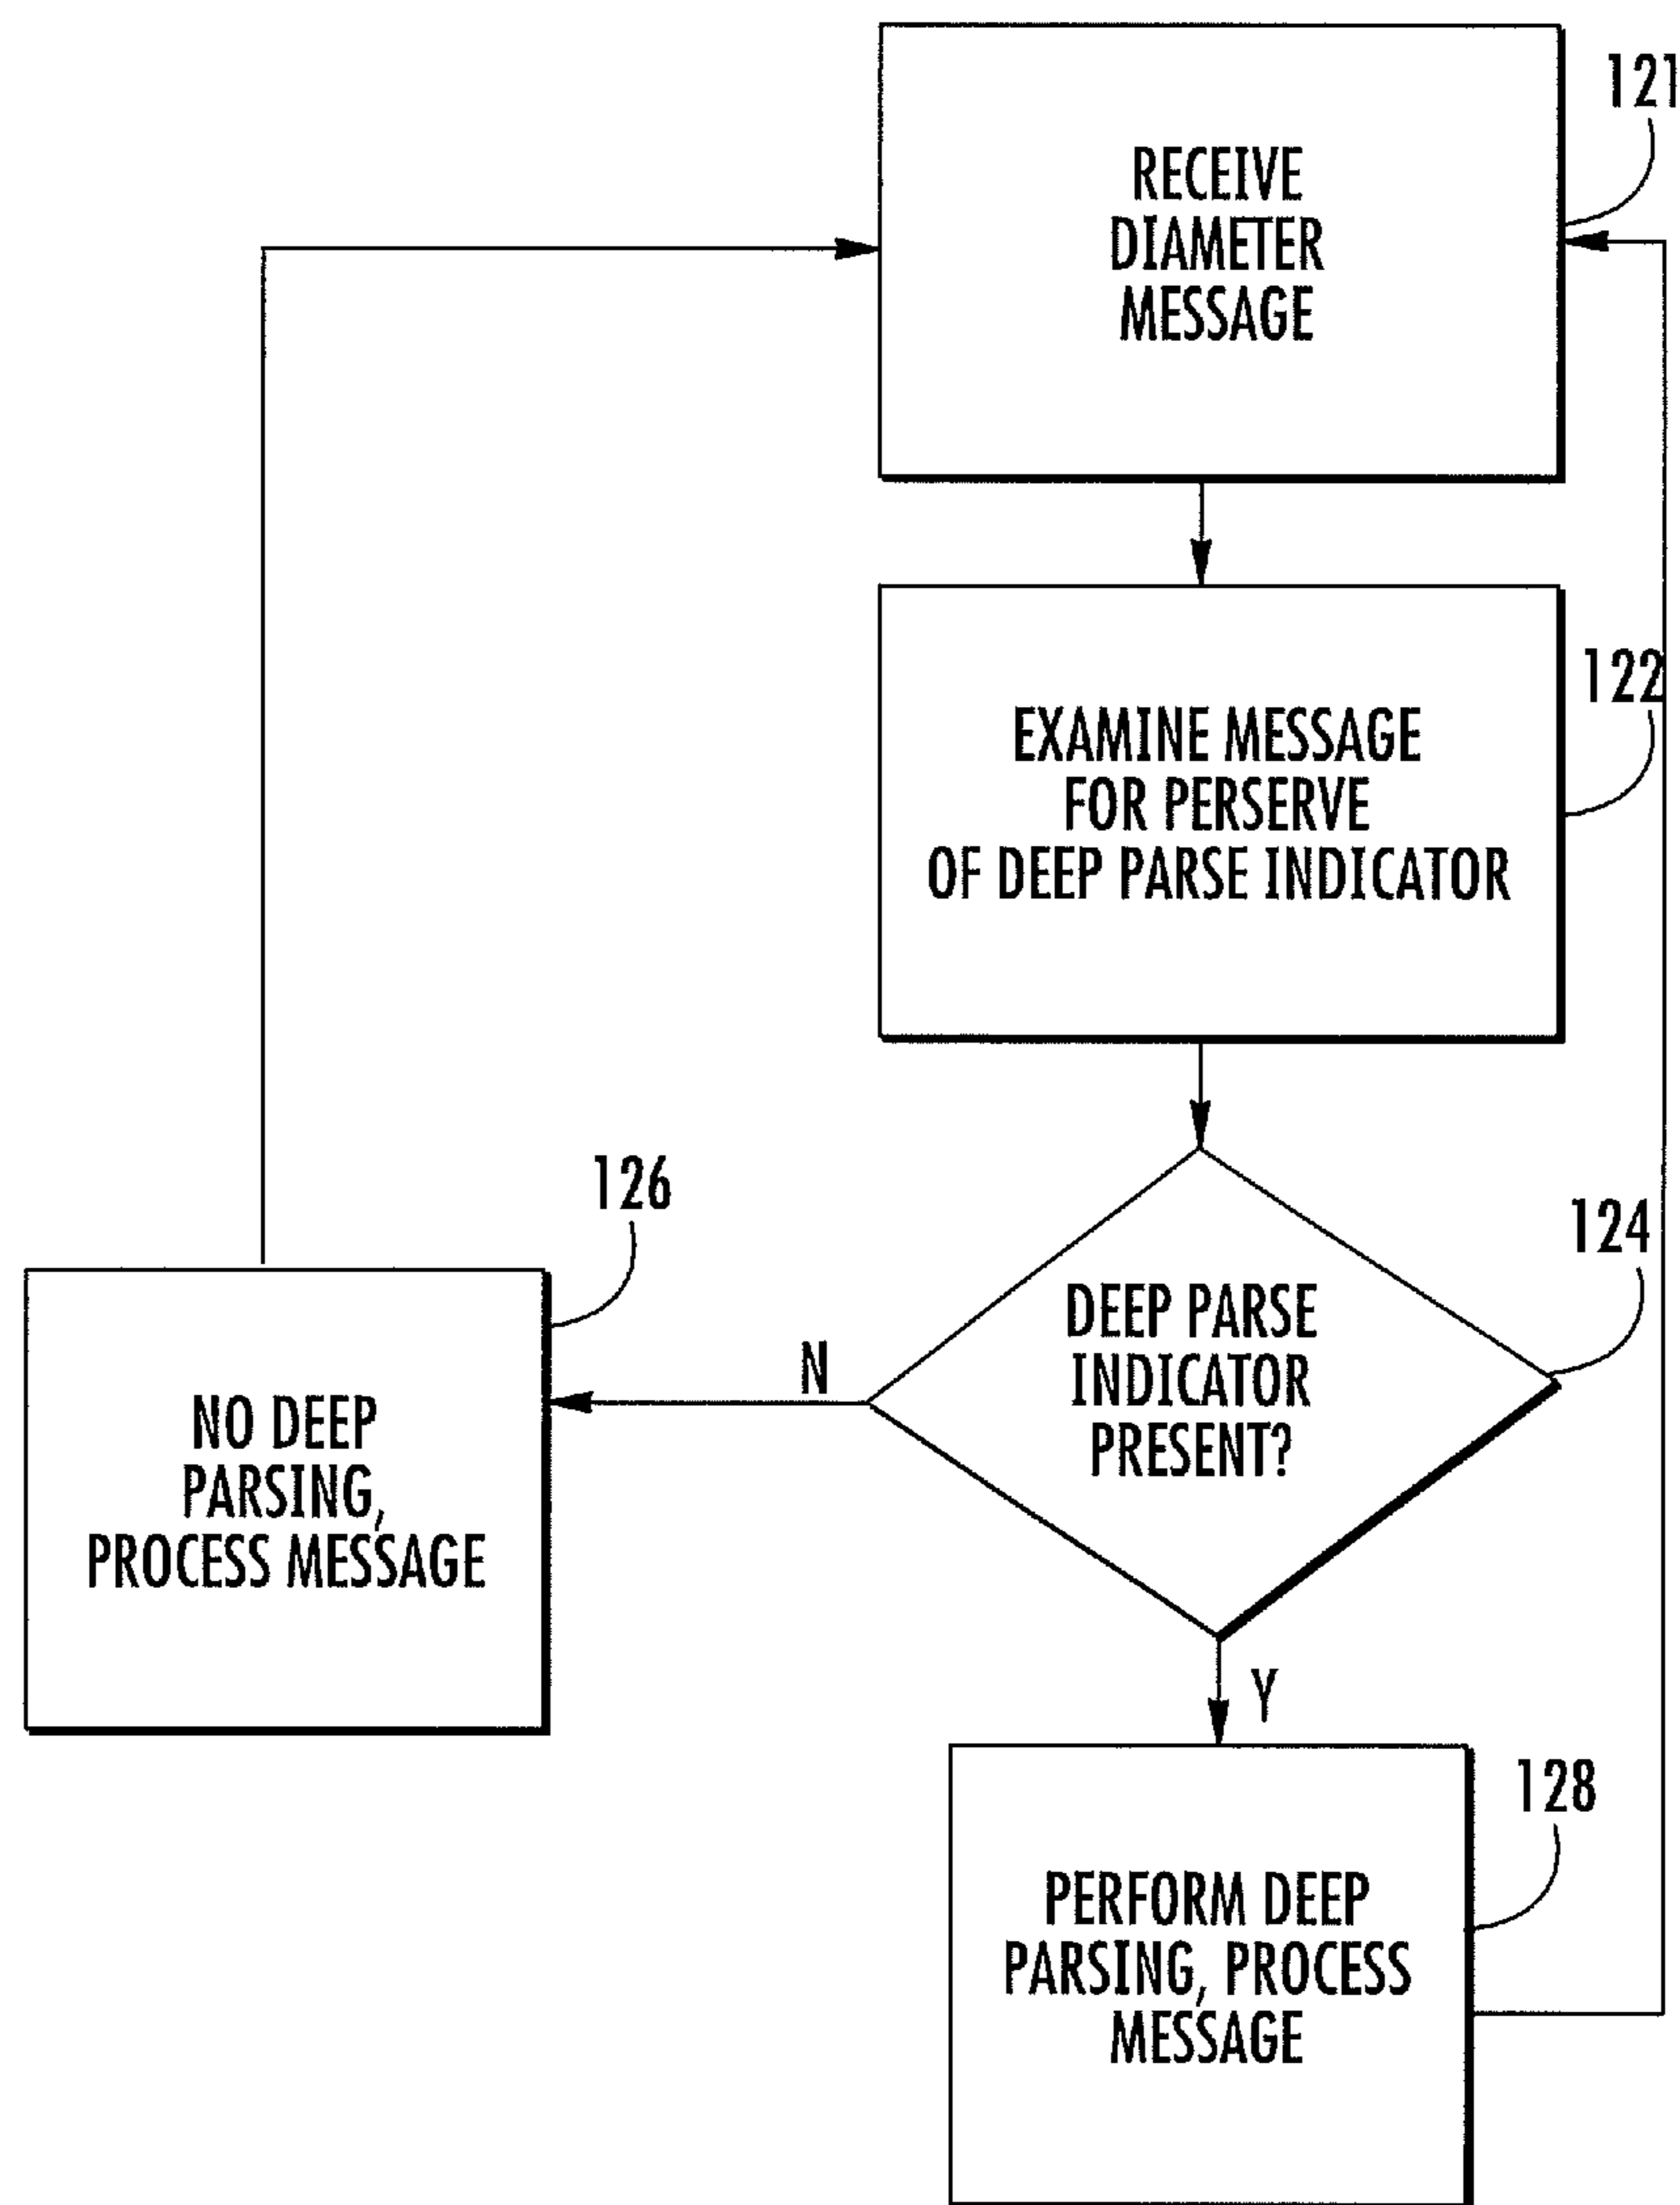 121
RECEIVE
DIAMETER
MESSAGE
122
EXAMINE MESSAGE
FOR PERSERVE
OF DEEP PARSE INDICATOR
126
124
DEEP PARSE
INDICATOR
PRESENT?
N
NO DEEP
PARSING,
PROCESS MESSAGE
Y
128
PERFORM DEEP
PARSING, PROCESS
MESSAGE